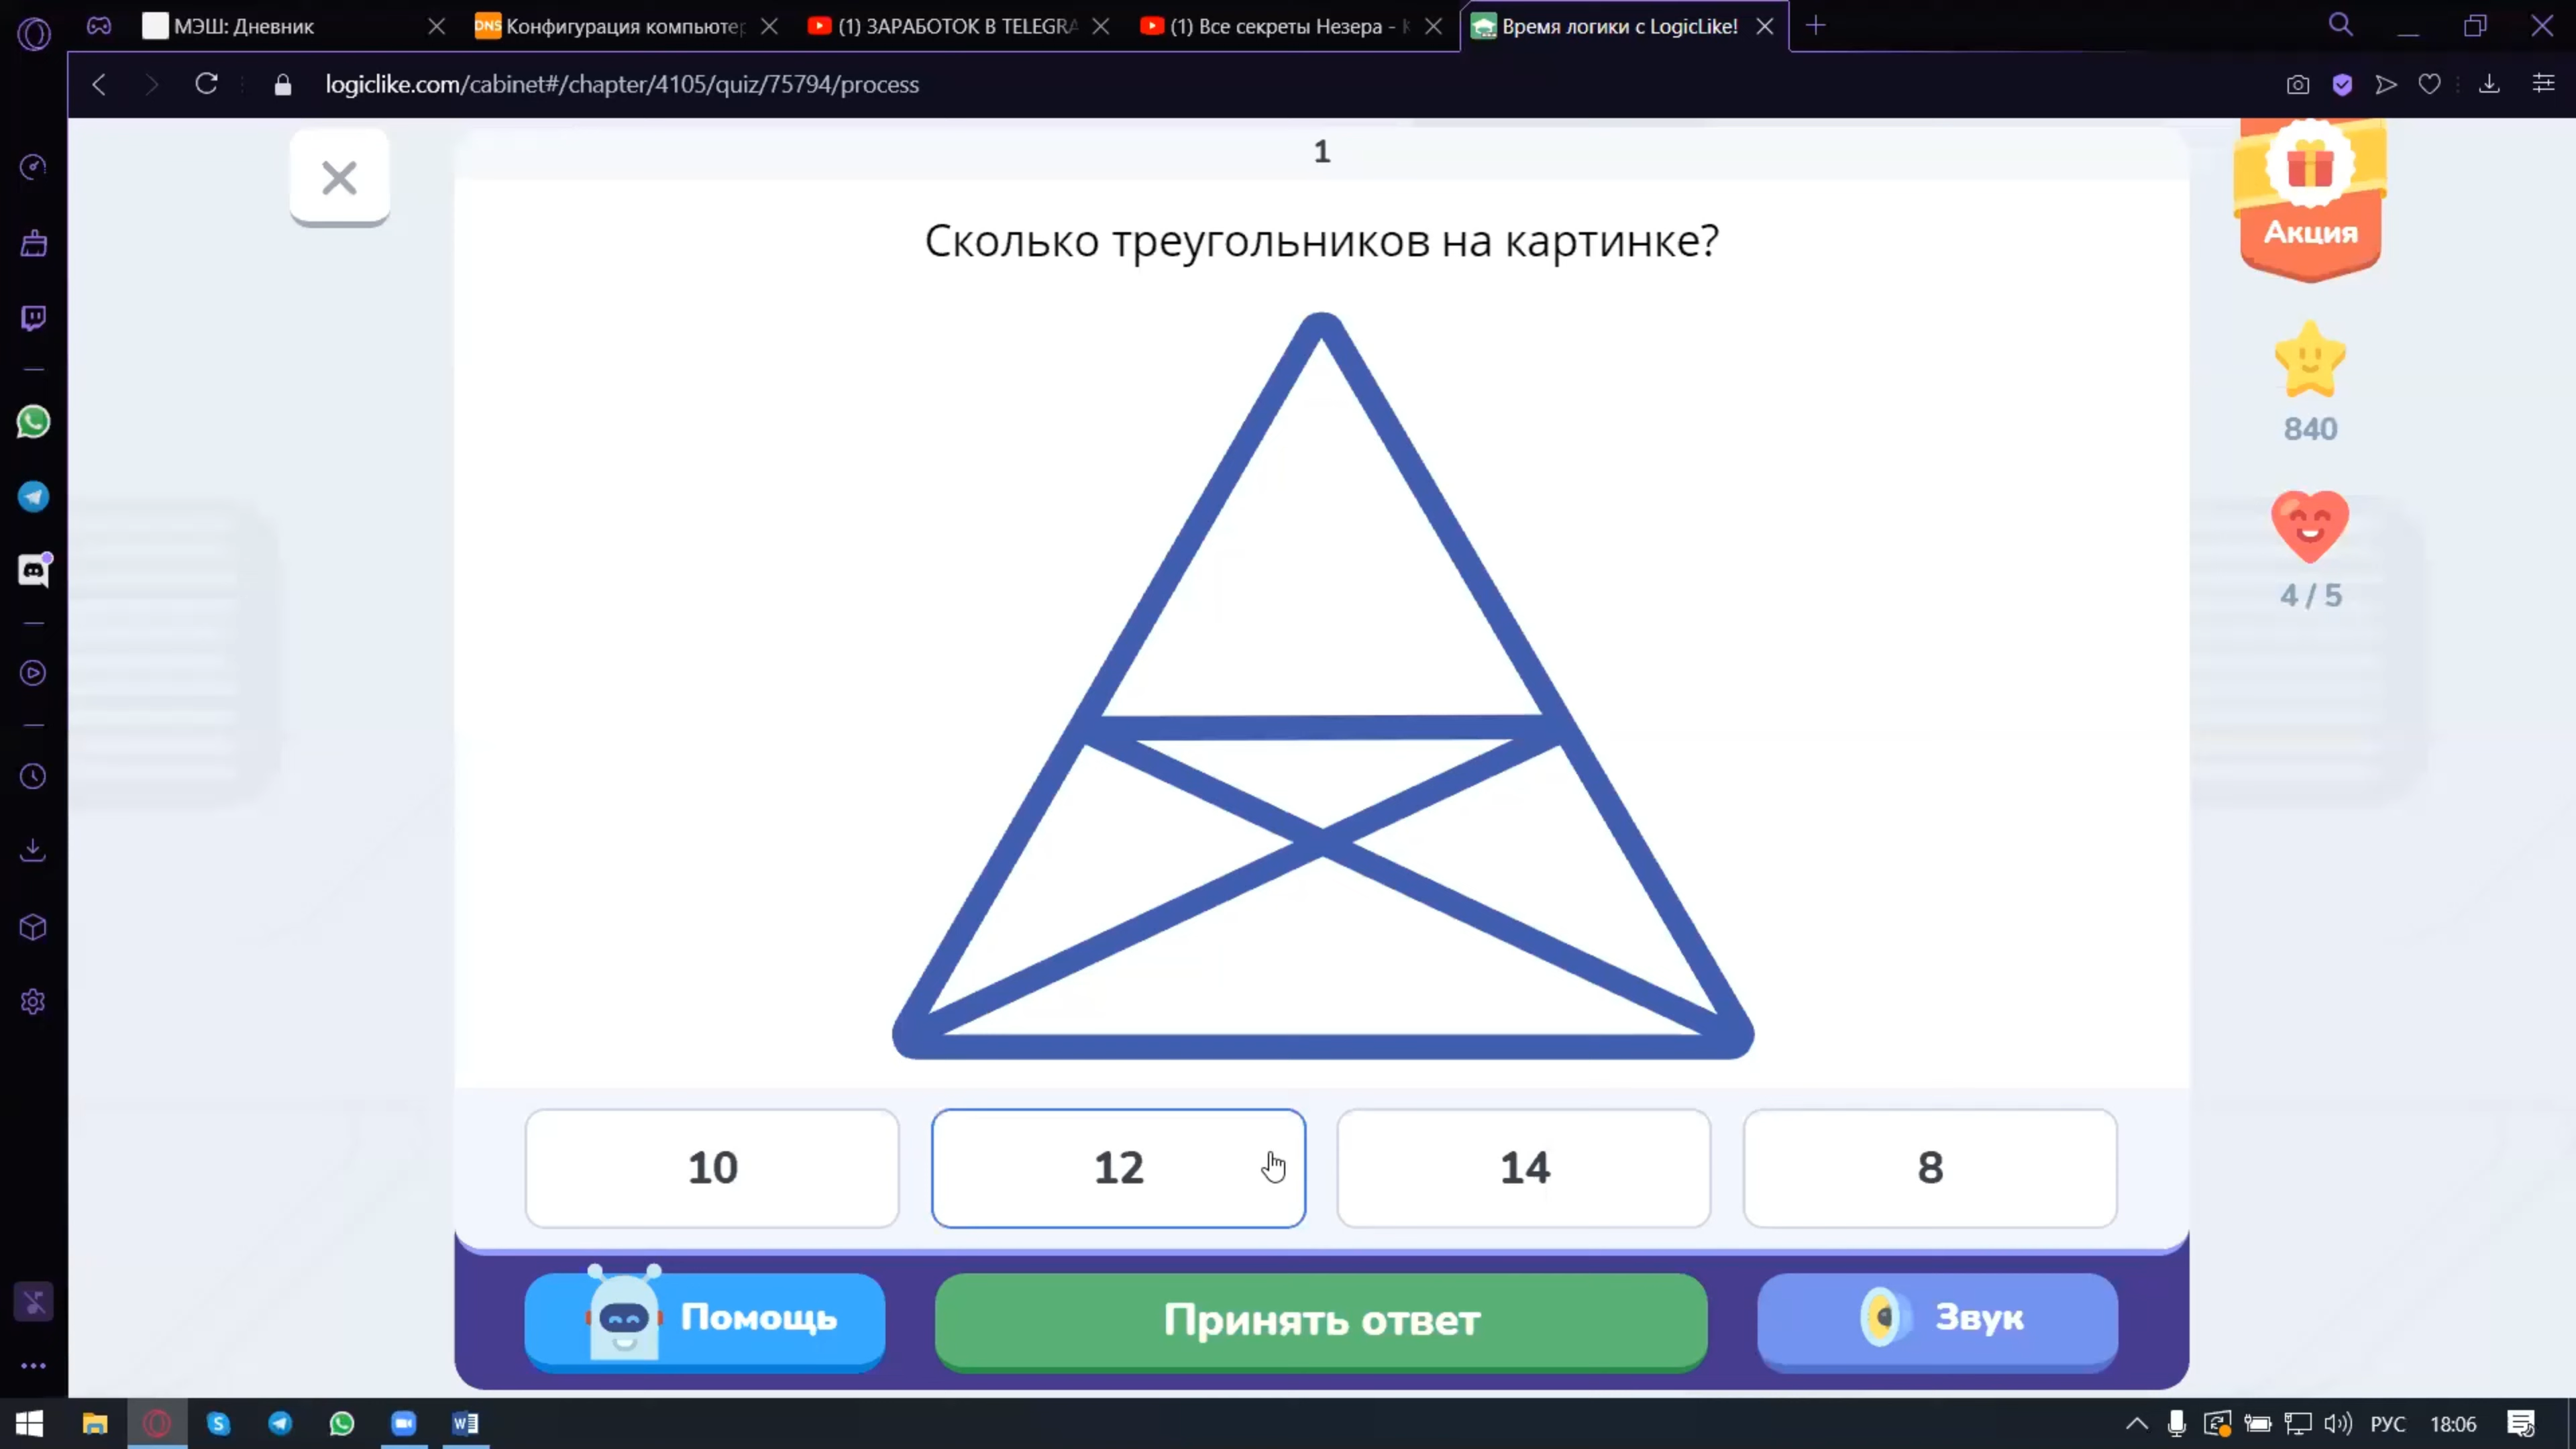 МЭШ: Дневник
DNS Конфигурация компьютер
(1) ЗАРАБОТОК В TELEGRA
(1) Все секреты Незера -
Время логики с LogicLike!
logiclike.com/cabinet#/chapter/4105/quiz/75794/process
1
Акция
Сколько треугольников на картинке?
840
4 / 5
10
12
14
8
Помощь
Принять ответ
Звук
РУС
18:06